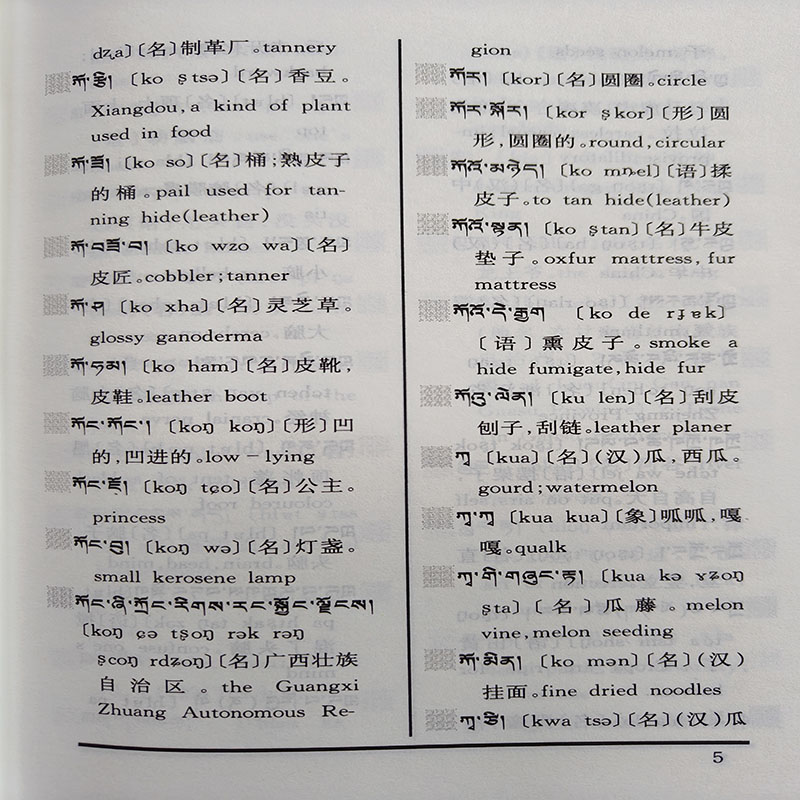 dʐa〕〔名〕制革厂。tannery
ཀོ་རྩེ། 〔ko ʂtsə〕〔名〕香豆。
Xiangdou, a kind of plant
used in food
ཀོ་ཟོ། 〔ko so〕〔名〕桶;熟皮子
的桶。pail used for tan-
ning hide(leather)
ཀོ་བཟོ་བ། 〔ko wzo wa〕〔名〕
皮匠。cobbler;tanner
ཀོ་ཤ 〔ko xha〕〔名〕灵芝草。
glossy ganoderma
ཀོ་ཧམ། 〔ko ham〕〔名〕皮靴,
皮鞋。leather boot
ཀོང་ཀོང་། 〔koŋ koŋ〕〔形〕凹
的,凹进的。low－lying
ཀོང་ཇོ། 〔koŋ tɕo〕〔名〕公主。
princess
ཀོང་བུ། 〔koŋ wə〕〔名〕灯盏。
small kerosene lamp
ཀོང་ཞི་ཀྲོང་རིགས་རང་སྐྱོང་ལྗོངས།
〔koŋ ɕə tʂoŋ rək rəŋ
ʂcoŋ rdʑoŋ〕〔名〕广西壮族
自治区。the Guangxi
Zhuang Autonomous Re-
gion
ཀོར། 〔kor〕〔名〕圆圈。circle
ཀོར་སྐོར། 〔kor ʂkor〕〔形〕圆
形,圆圈的。round,circular
ཀོའོ་མཉེད། 〔ko mȵel〕〔语〕揉
皮子。to tan hide(leather)
〔ko ʂtan〕〔名〕牛皮
垫子。oxfur mattress, fur
mattress
〔ko de rɟɐk〕
〔语〕熏皮子。smoke a
hide fumigate,hide fur
ཀོའུ་ལེན། 〔ku len〕〔名〕刮皮
刨子,刮链。leather planer
ཀྭ 〔kua〕〔名〕(汉)瓜,西瓜。
gourd;watermelon
ཀྭ་ཀྭ 〔kua kua〕〔象〕呱呱,嘎
嘎。qualk
ཀྭ་གི་གཞུང་རྟ། 〔kua kə ɣʑoŋ
ʂta〕〔名〕瓜藤。melon
vine,melon seeding
ཀོ་མེན། 〔ko mən〕〔名〕(汉)
挂面。fine dried noodles
ཀྭ་ཙི། 〔kwa tsə〕〔名〕(汉)瓜
5